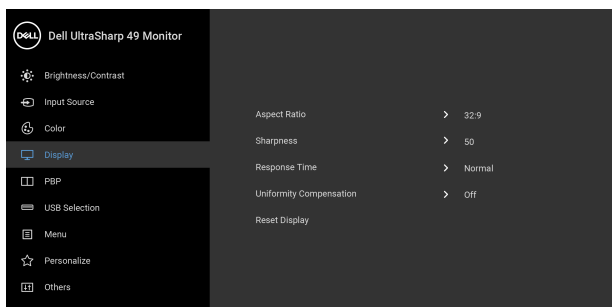 DELL Dell UltraSharp 49 Monitor
Brightness/Contrast
Input Source
Color
Display
PBP
USB Selection
Menu
Personalize
Others
Aspect Ratio 32:9
Sharpness 50
Response Time Normal
Uniformity Compensation Off
Reset Display